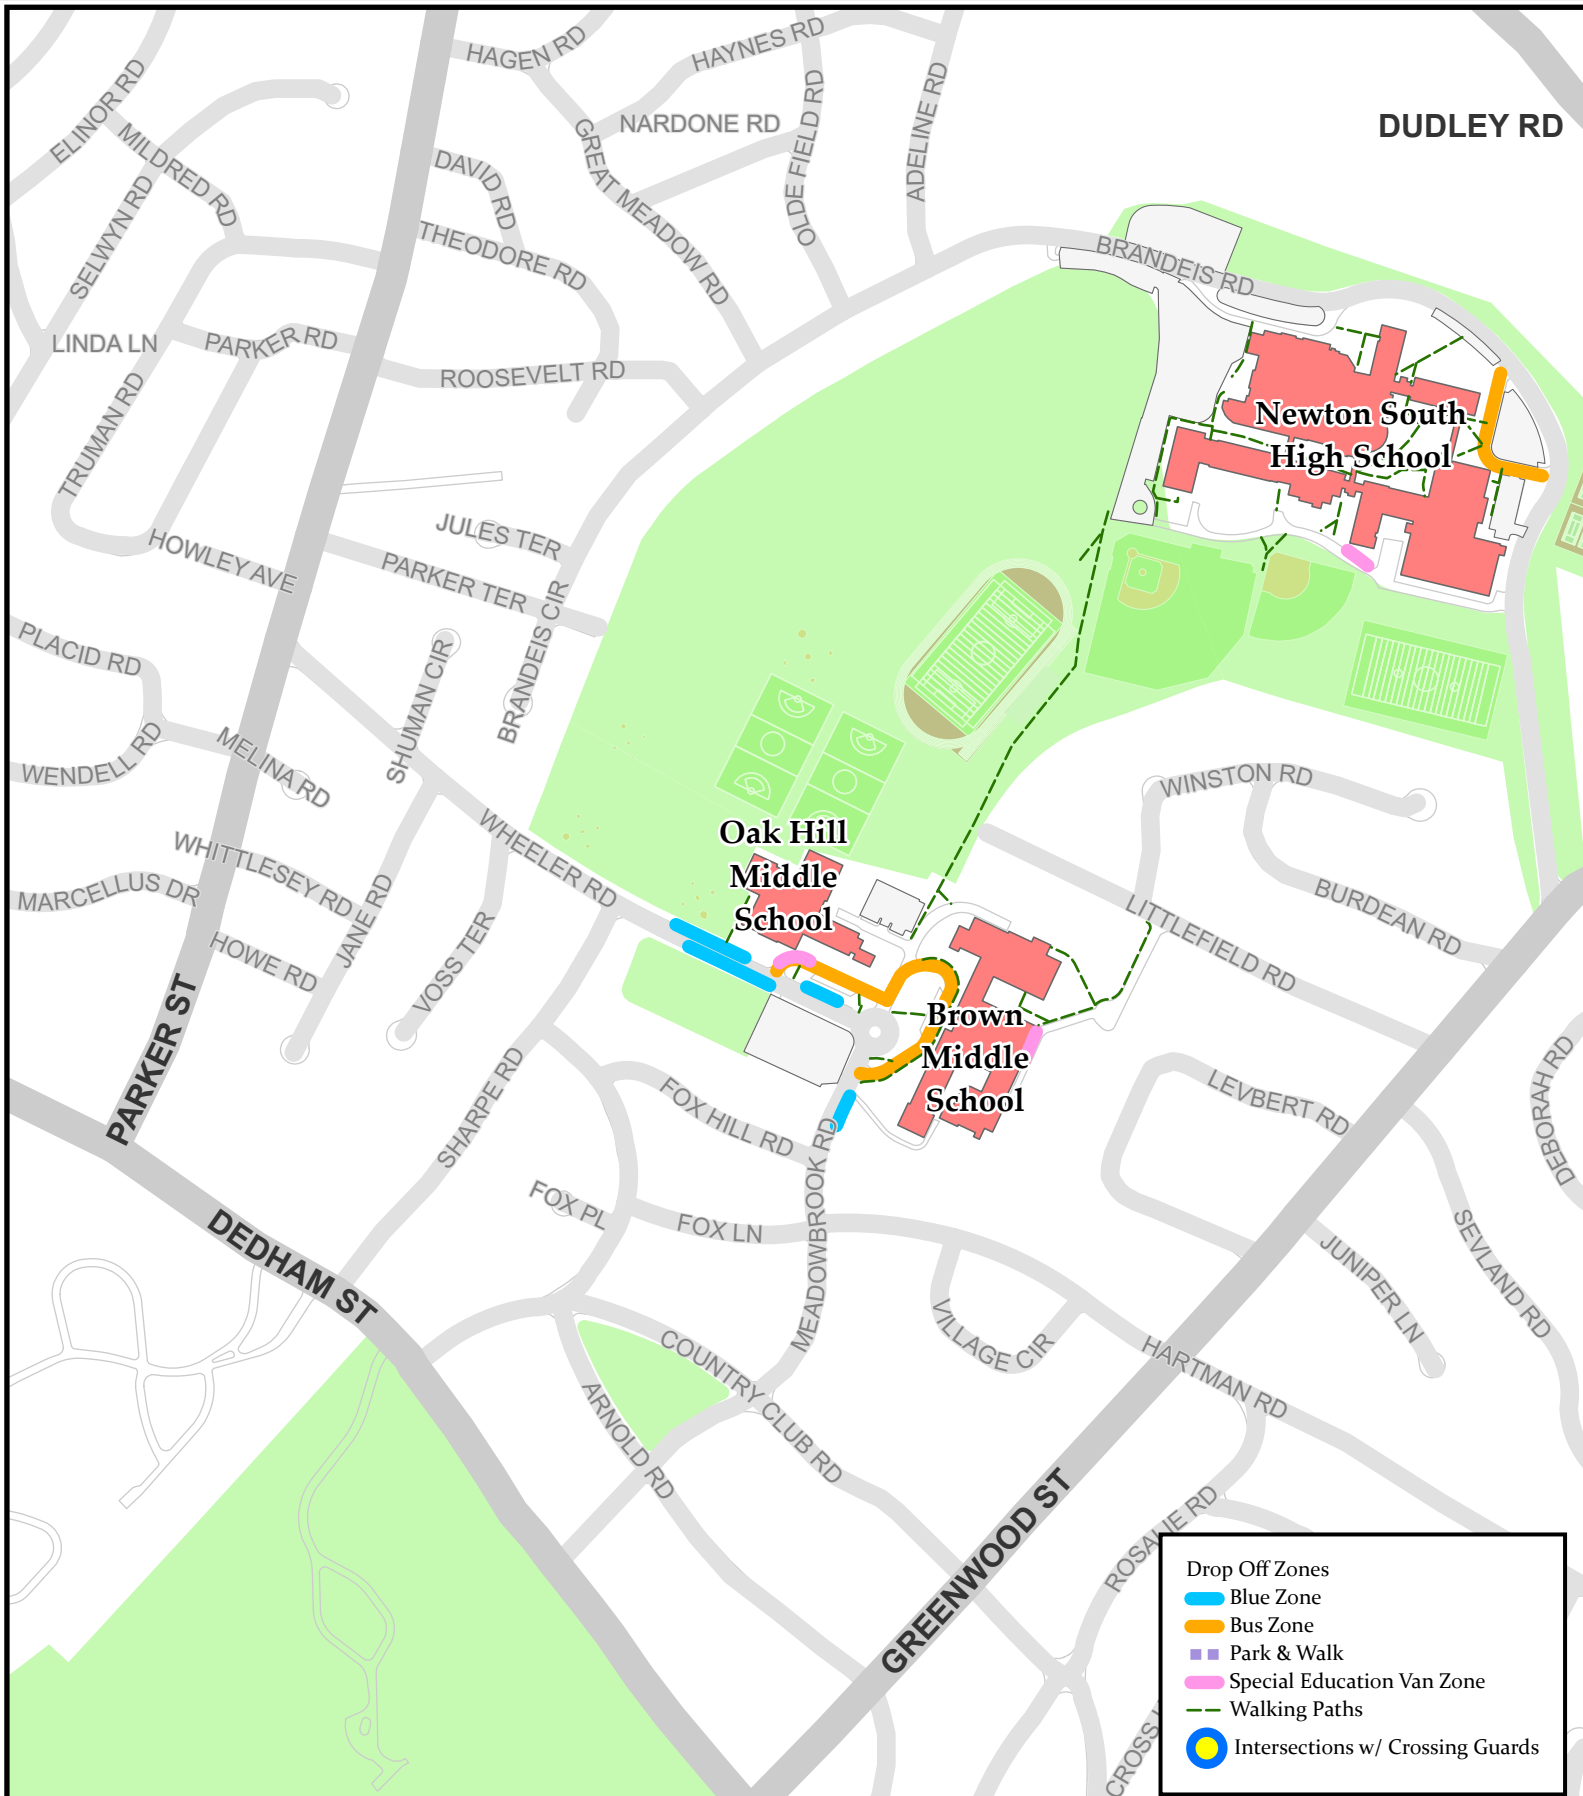 HAGEN RD
HAYNES RD
ELINOR RD
NARDONE RD
DUDLEY RD
MILDRED RD
GREAT MEADOW RD
OLDE FIELD RD
ADELINE RD
DAVID RD
SELWYN RD
THEODORE RD
BRANDEIS RD
LINDA LN
PARKER RD
ROOSEVELT RD
TRUMAN RD
Newton South
High School
JULES TER
HOWLEY AVE
PARKER TER
BRANDEIS CIR
PLACID RD
SHUMAN CIR
WENDELL RD
MELINA RD
WINSTON RD
WHEELER RD
Oak Hill
Middle
School
WHITTLESEY RD
MARCELLUS DR
JANE RD
BURDEAN RD
LITTLEFIELD RD
HOWE RD
VOSS TER
PARKER ST
Brown
Middle
School
SHARPE RD
FOX HILL RD
LEVBERT RD
DEBORAH RD
FOX PL
FOX LN
MEADOWBROOK RD
DEDHAM ST
JUNIPER LN
SEVLAND RD
VILLAGE CIR
HARTMAN RD
COUNTRY CLUB RD
ARNOLD RD
GREENWOOD ST
ROSALIE RD
CROSS
Drop Off Zones
Blue Zone
Bus Zone
Park & Walk
Special Education Van Zone
Walking Paths
Intersections w/ Crossing Guards